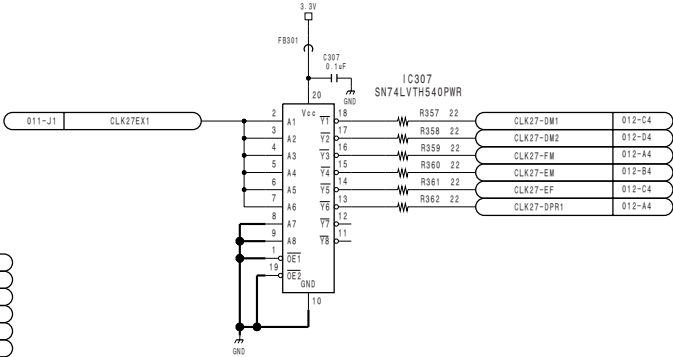 3.3V
FB301
C307
0.1uF
GND
IC307
SN74LVTH540PWR
20
Vcc
011-J1 CLK27EX1
2 A1 Y1 18 R357 22 CLK27-DM1 012-C4
3 A2 Y2 17 R358 22 CLK27-DM2 012-D4
4 A3 Y3 16 R359 22 CLK27-FM 012-A4
5 A4 Y4 15 R360 22 CLK27-EM 012-B4
6 A5 Y5 14 R361 22 CLK27-EF 012-C4
7 A6 Y6 13 R362 22 CLK27-DPR1 012-A4
8 A7 Y7 12
9 A8 Y8 11
1 OE1
19 OE2
GND
10
GND